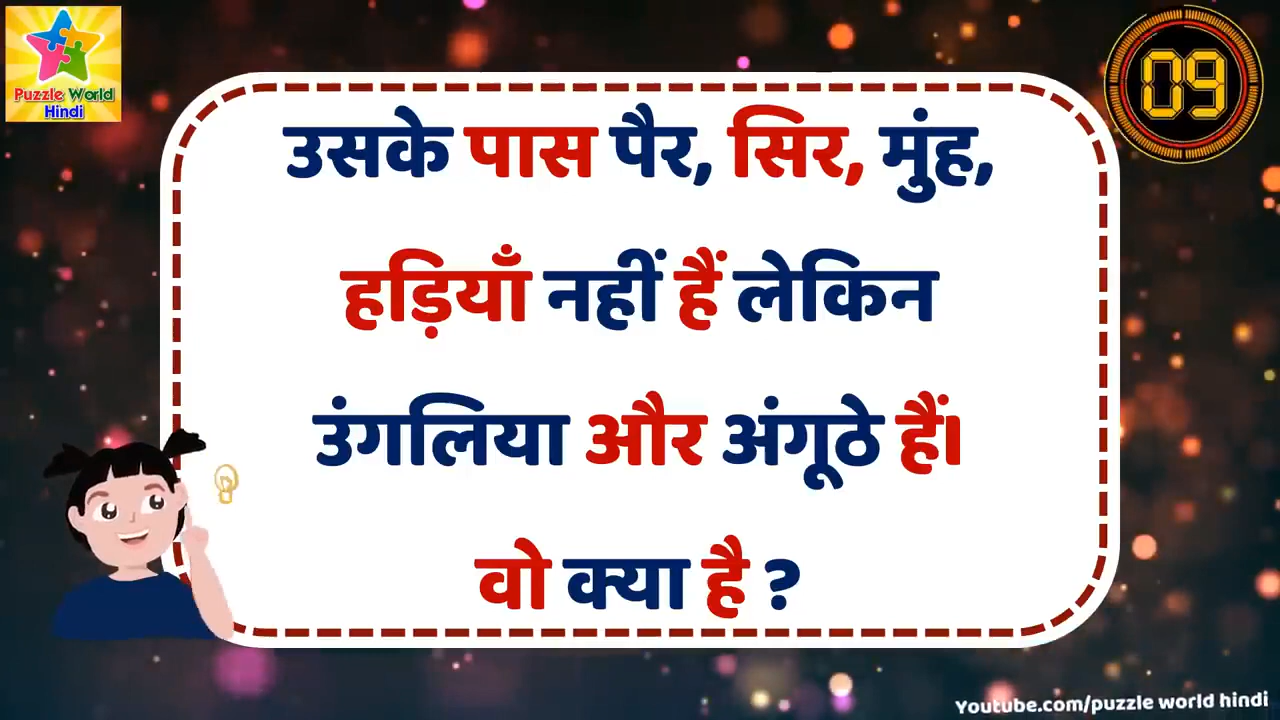 Puzzle World
Hindi
09
उसके पास पैर, सिर, मुंह,
हड़ियाँ नहीं हैं लेकिन
उंगलिया और अंगूठे हैं।
वो क्या है ?
Youtube.com/puzzle world hindi